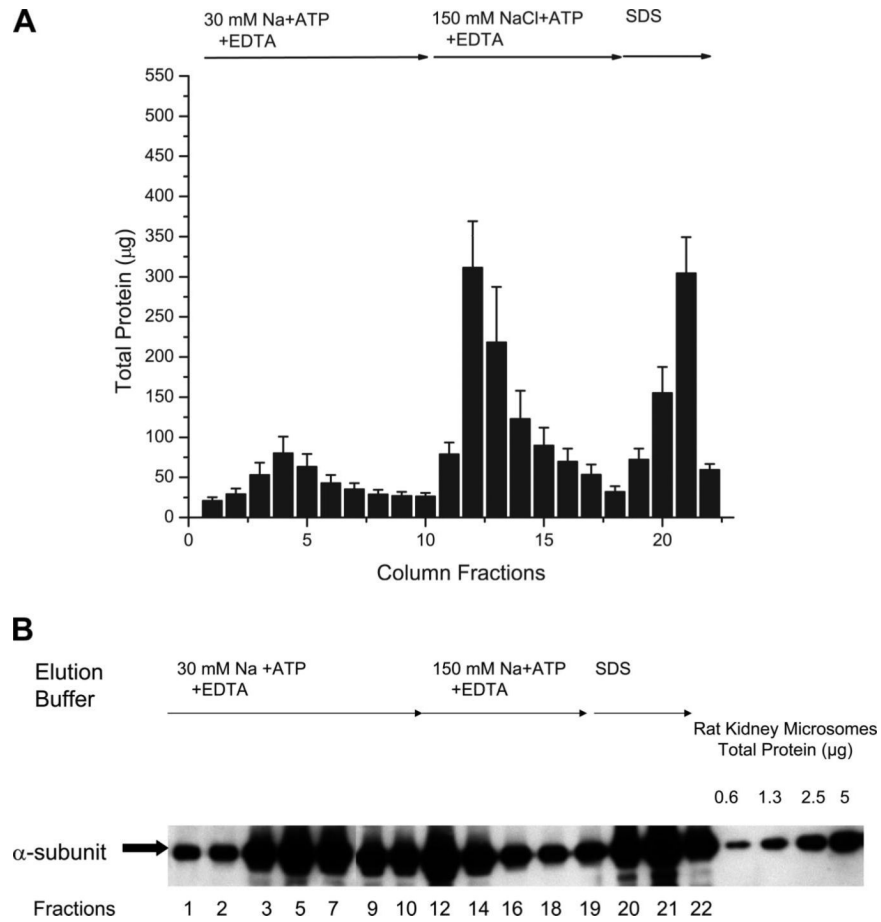 A
30 mM Na+ATP
+EDTA
150 mM NaCl+ATP
+EDTA
SDS
550
500
450
400
350
300
250
200
150
100
50
0
Total Protein (µg)
0 5 10 15 20
Column Fractions
B
Elution
Buffer
30 mM Na +ATP
+EDTA
150 mM Na+ATP
+EDTA
SDS
Rat Kidney Microsomes
Total Protein (µg)
0.6 1.3 2.5 5
α-subunit
Fractions 1 2 3 5 7 9 10 12 14 16 18 19 20 21 22